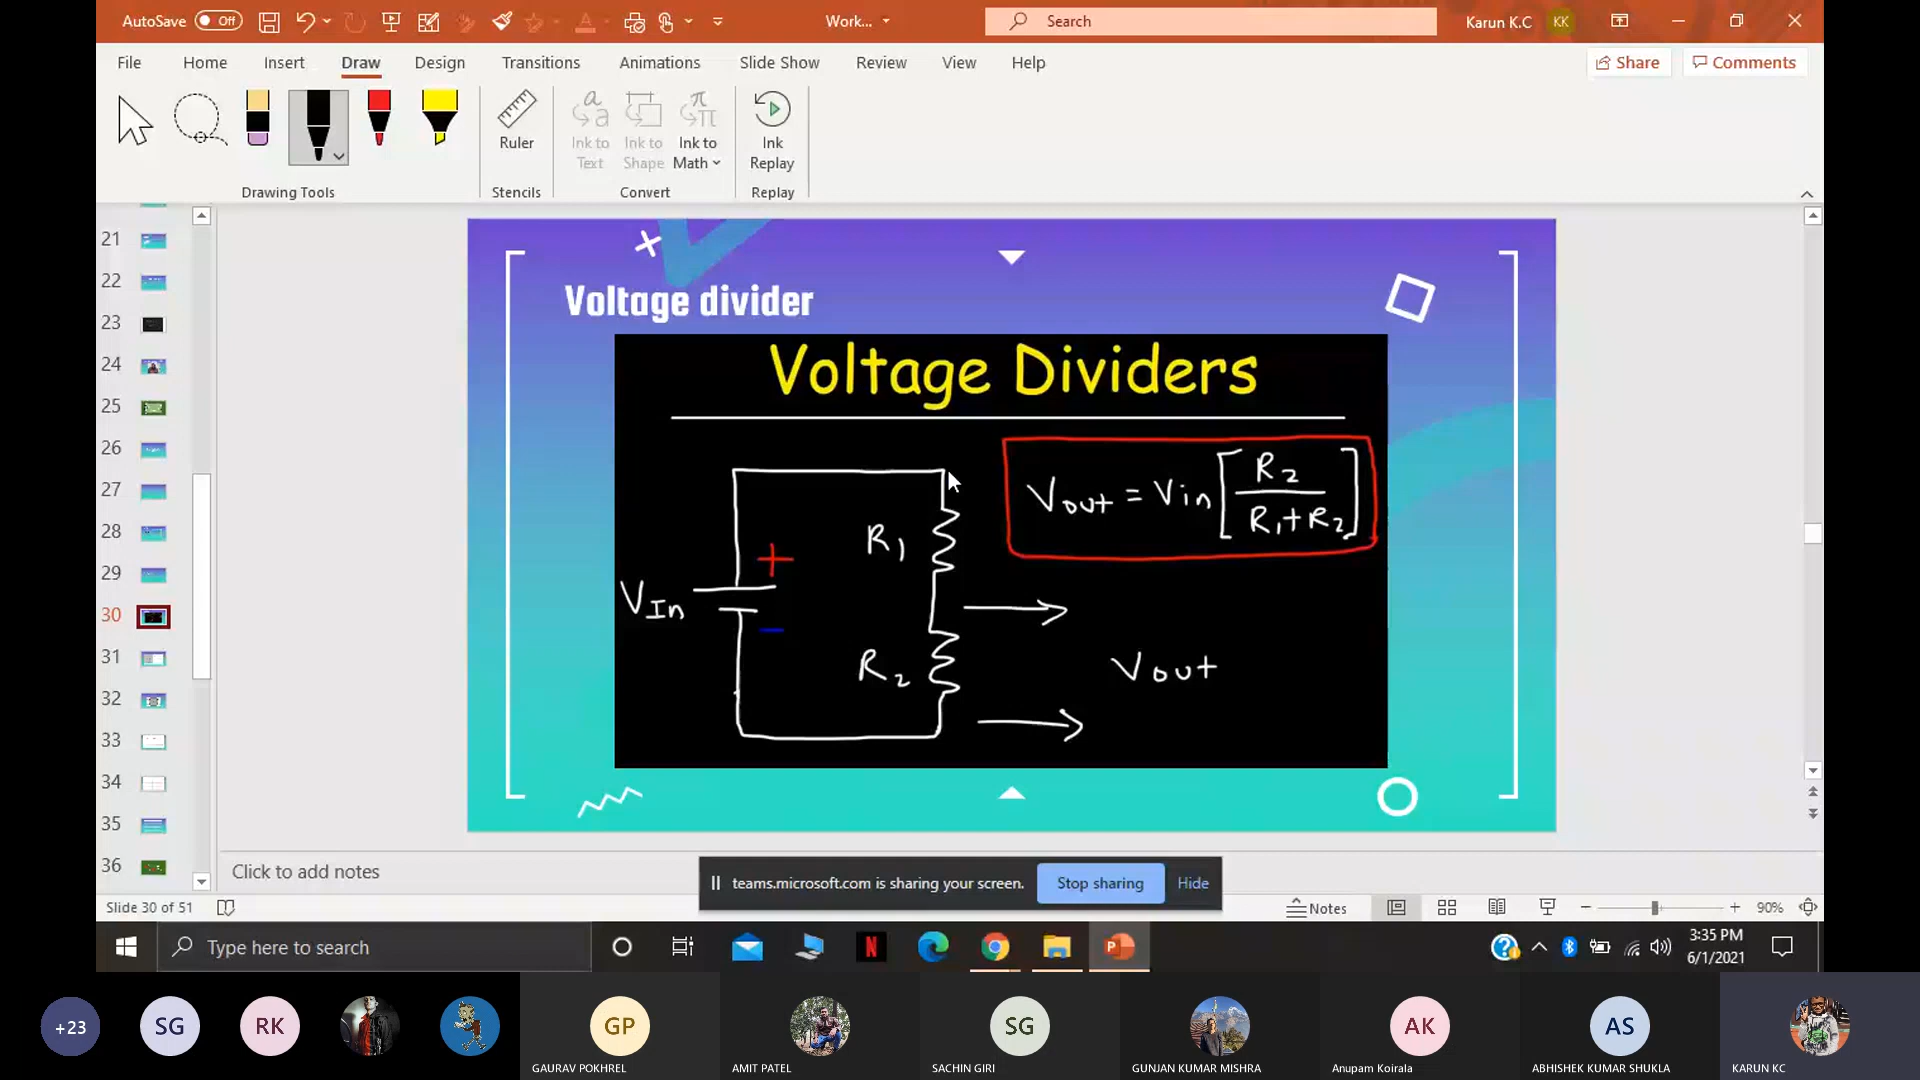 AutoSave Off Work... Search Karun K.C KK
File Home Insert Draw Design Transitions Animations Slide Show Review View Help Share Comments
Ruler Ink to Text Ink to Shape Ink to Math Ink Replay
Drawing Tools Stencils Convert Replay
21
22
23
24
25
26
27
28
29
30
31
32
33
34
35
36
Voltage divider
Voltage Dividers
Vout = Vin [R2 / R1+R2]
R1
+
VIn
−
R2
Vout
Click to add notes
teams.microsoft.com is sharing your screen. Stop sharing Hide
Slide 30 of 51 Notes 90%
Type here to search
3:35 PM
6/1/2021
+23 SG RK GP SG AK AS
GAURAV POKHREL AMIT PATEL SACHIN GIRI GUNJAN KUMAR MISHRA Anupam Koirala ABHISHEK KUMAR SHUKLA KARUN KC